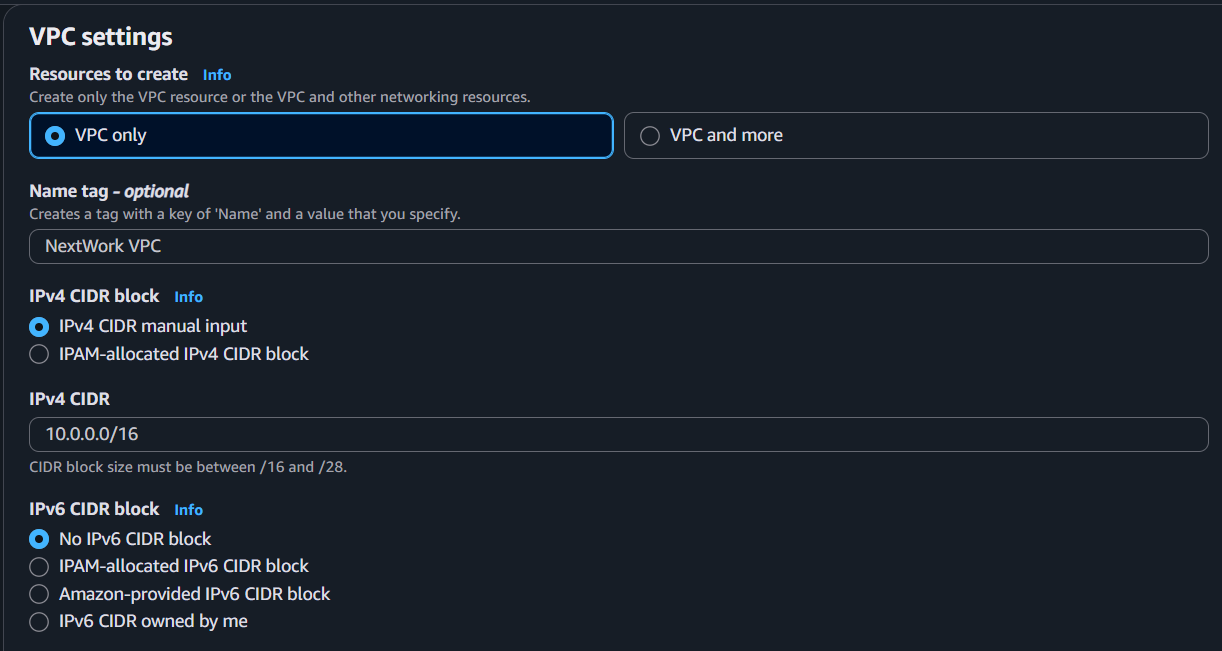 VPC settings
Resources to create Info
Create only the VPC resource or the VPC and other networking resources.
VPC only
VPC and more
Name tag - optional
Creates a tag with a key of 'Name' and a value that you specify.
NextWork VPC
IPv4 CIDR block Info
IPv4 CIDR manual input
IPAM-allocated IPv4 CIDR block
IPv4 CIDR
10.0.0.0/16
CIDR block size must be between /16 and /28.
IPv6 CIDR block Info
No IPv6 CIDR block
IPAM-allocated IPv6 CIDR block
Amazon-provided IPv6 CIDR block
IPv6 CIDR owned by me